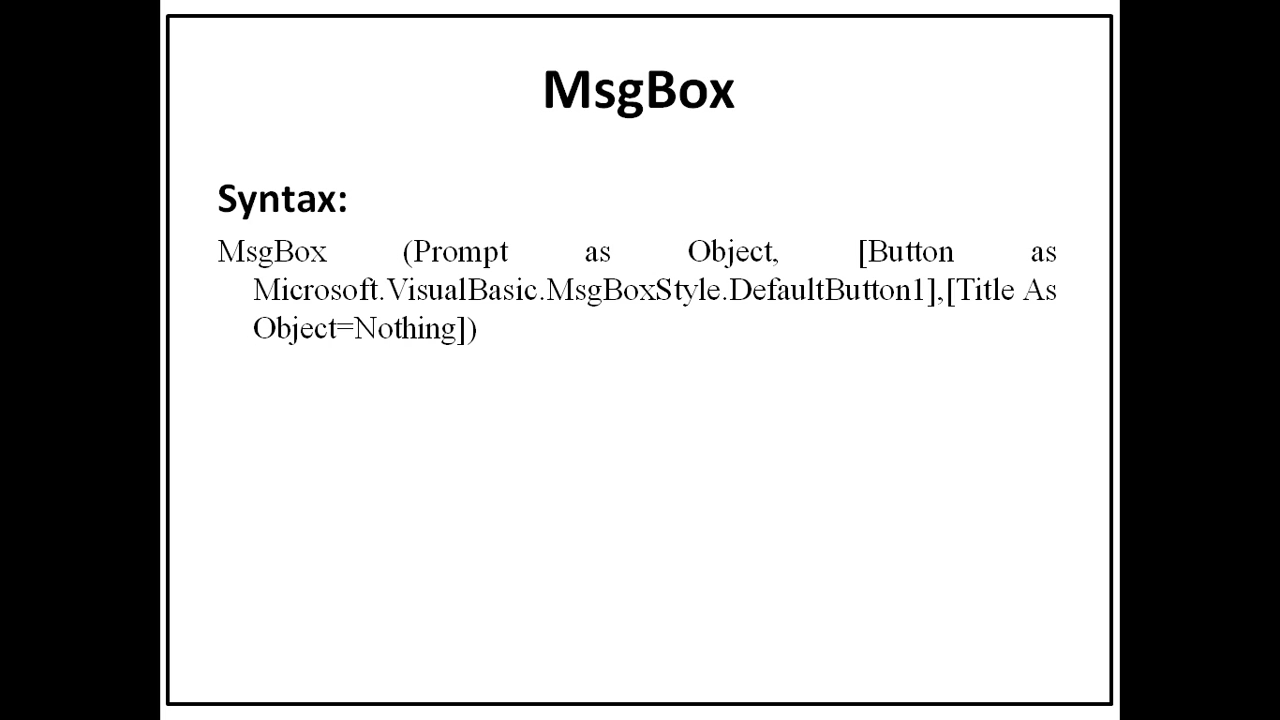 MsgBox
Syntax:
MsgBox (Prompt as Object, [Button as
Microsoft.VisualBasic.MsgBoxStyle.DefaultButton1],[Title As
Object=Nothing])